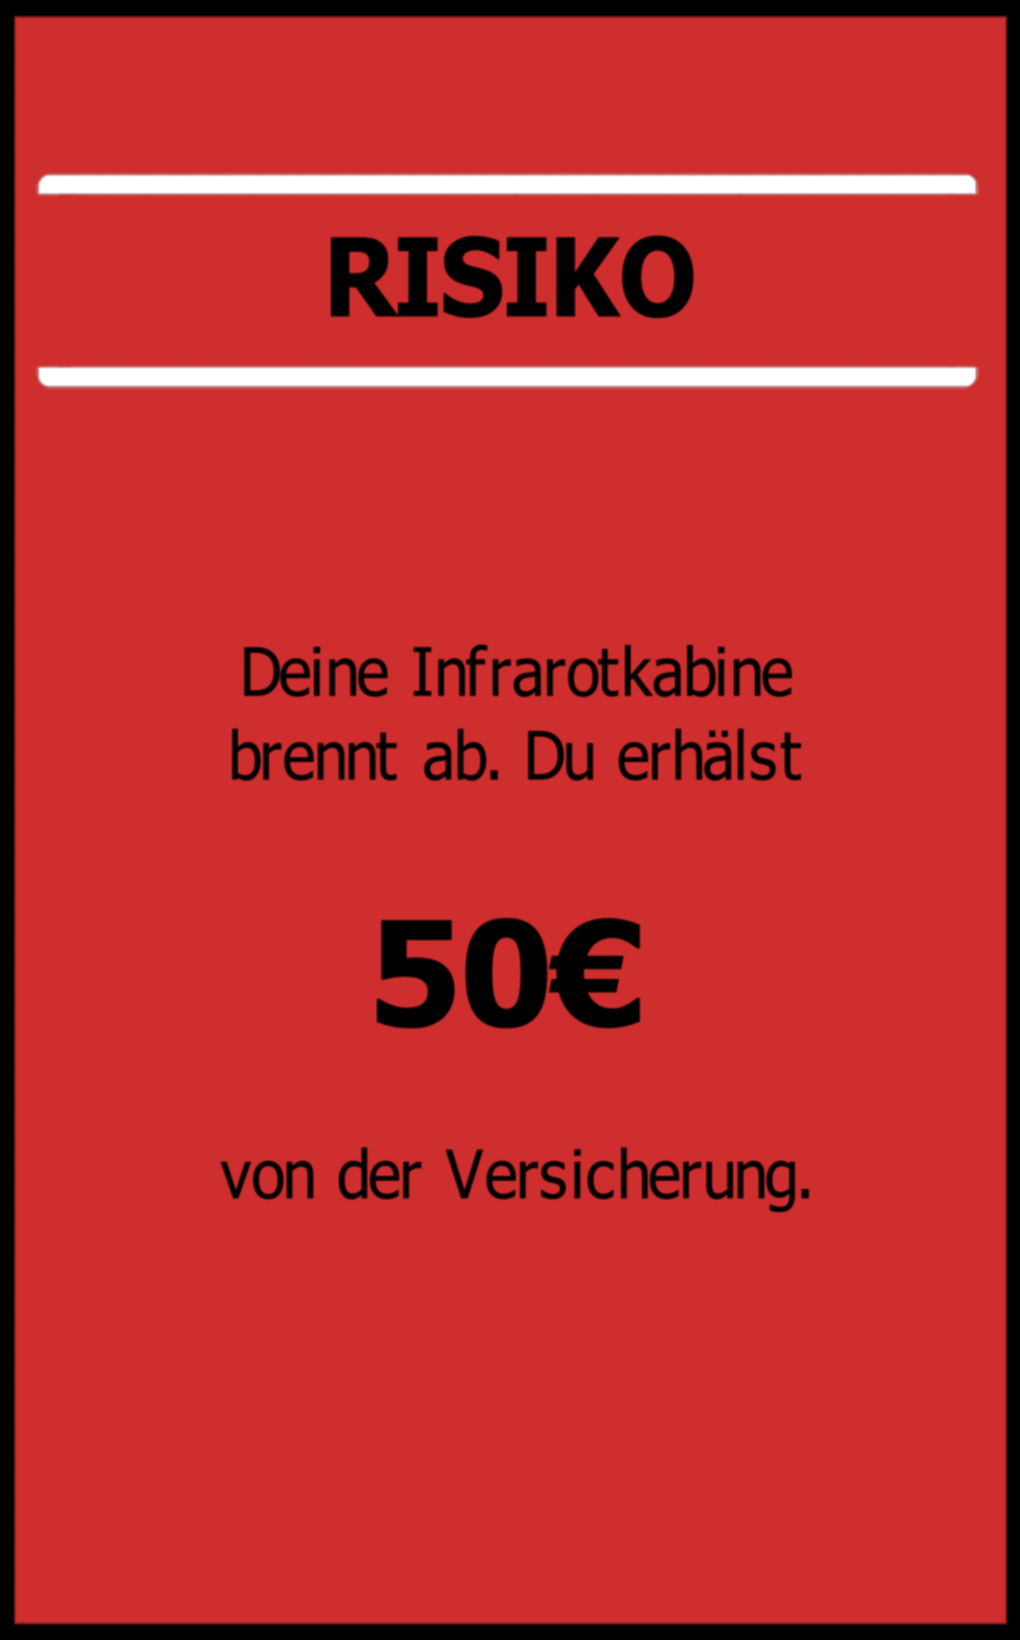 RISIKO
Deine Infrarotkabine
brennt ab. Du erhälst
50€
von der Versicherung.